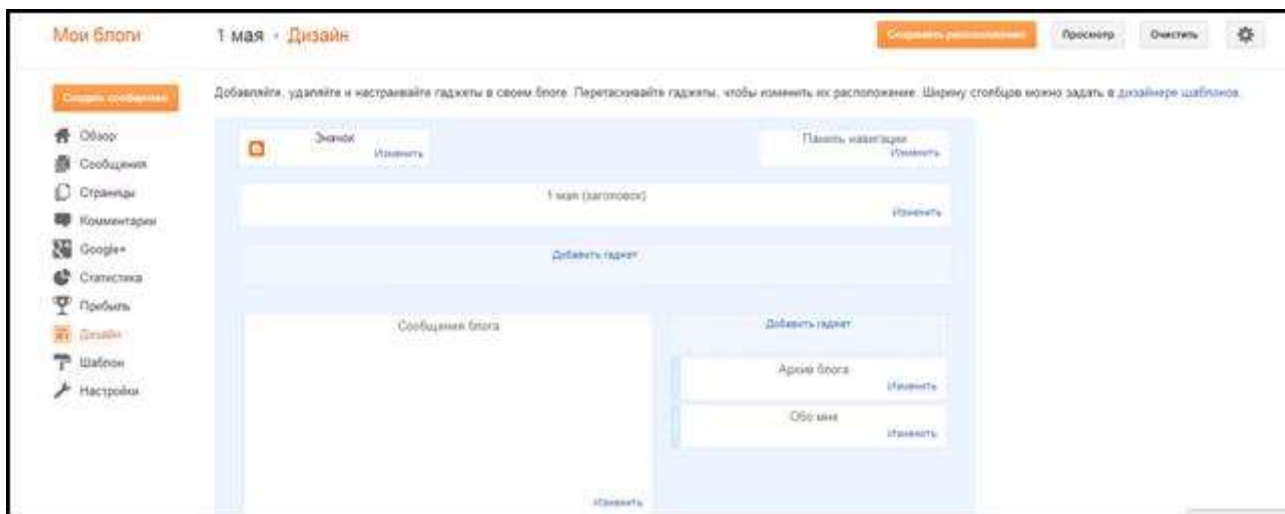 Мои блоги
1 мая · Дизайн
Сохранить расположение
Просмотр
Очистить
Создать сообщение
Добавляйте, удаляйте и настраивайте гаджеты в своем блоге. Перетаскивайте гаджеты, чтобы изменить их расположение. Ширину столбцов можно задать в дизайнере шаблонов.
Обзор
Сообщения
Страницы
Комментарии
Google+
Статистика
Прибыль
Дизайн
Шаблон
Настройки
Значок
Изменить
Панель навигации
Изменить
1 мая (заголовок)
Изменить
Добавить гаджет
Сообщения блога
Изменить
Добавить гаджет
Архив блога
Изменить
Обо мне
Изменить